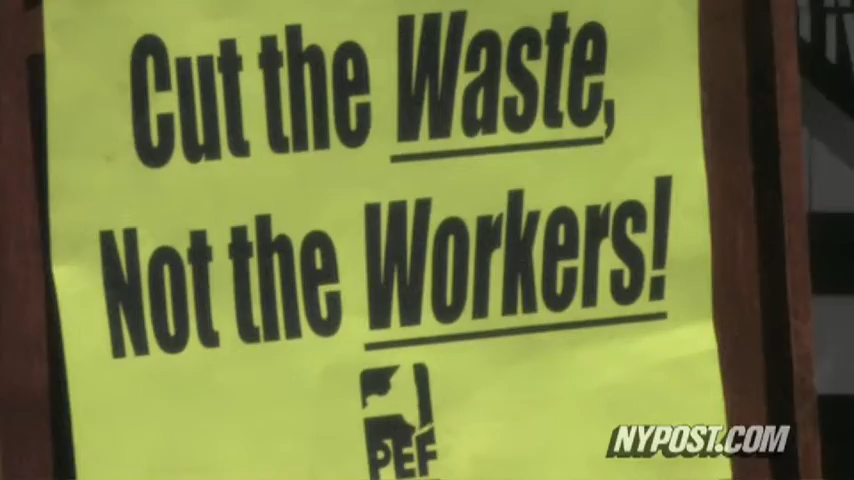 Cut the Waste,
Not the Workers!
PEF
NYPOST.COM